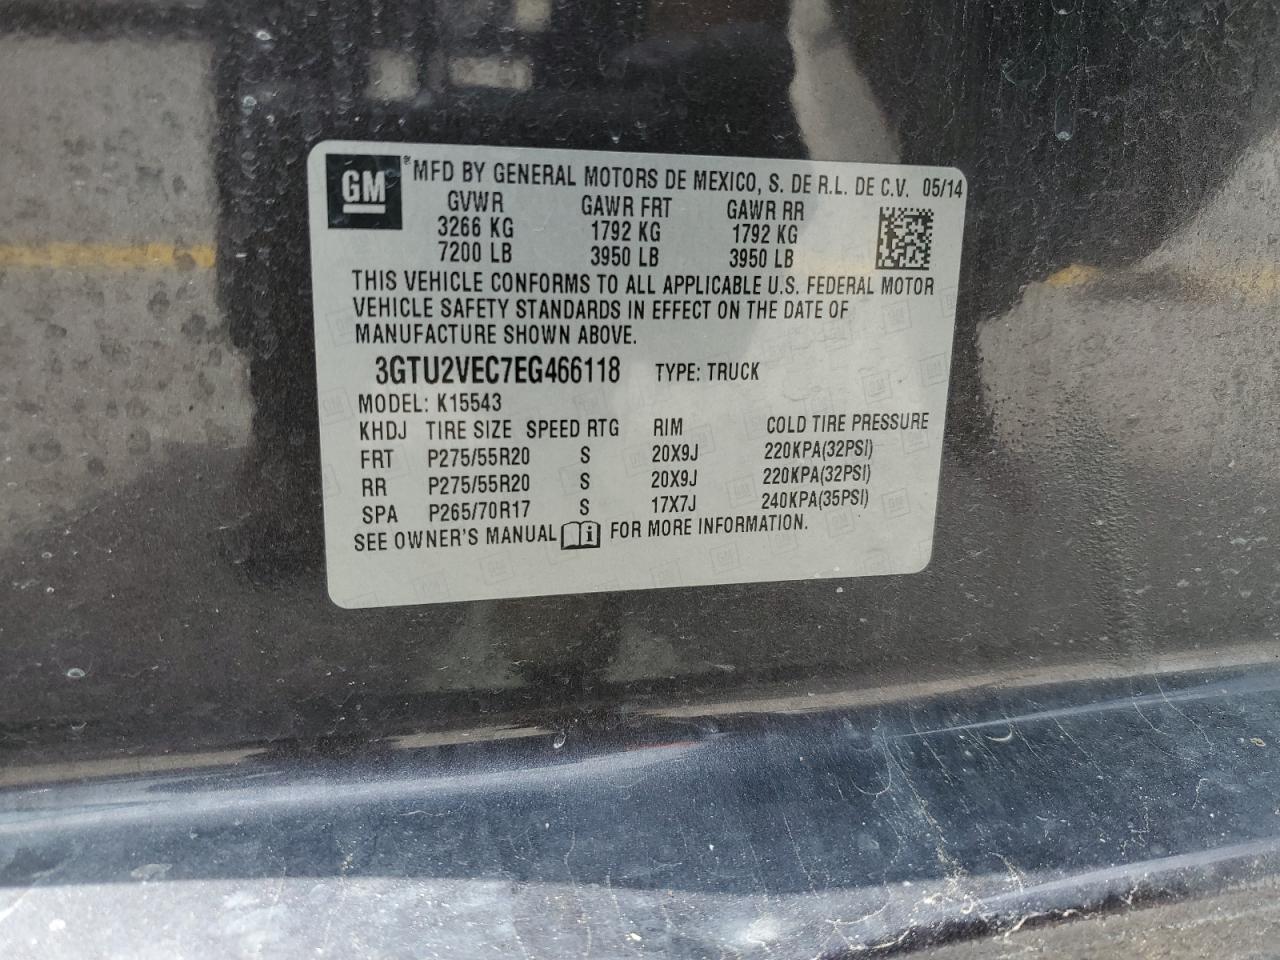 GM ® MFD BY GENERAL MOTORS DE MEXICO, S. DE R.L. DE C.V. 05/14
GVWR GAWR FRT GAWR RR
3266 KG 1792 KG 1792 KG
7200 LB 3950 LB 3950 LB
THIS VEHICLE CONFORMS TO ALL APPLICABLE U.S. FEDERAL MOTOR
VEHICLE SAFETY STANDARDS IN EFFECT ON THE DATE OF
MANUFACTURE SHOWN ABOVE.
3GTU2VEC7EG466118 TYPE: TRUCK
MODEL: K15543
KHDJ TIRE SIZE SPEED RTG RIM COLD TIRE PRESSURE
FRT P275/55R20 S 20X9J 220KPA(32PSI)
RR P275/55R20 S 20X9J 220KPA(32PSI)
SPA P265/70R17 S 17X7J 240KPA(35PSI)
SEE OWNER'S MANUAL i FOR MORE INFORMATION.